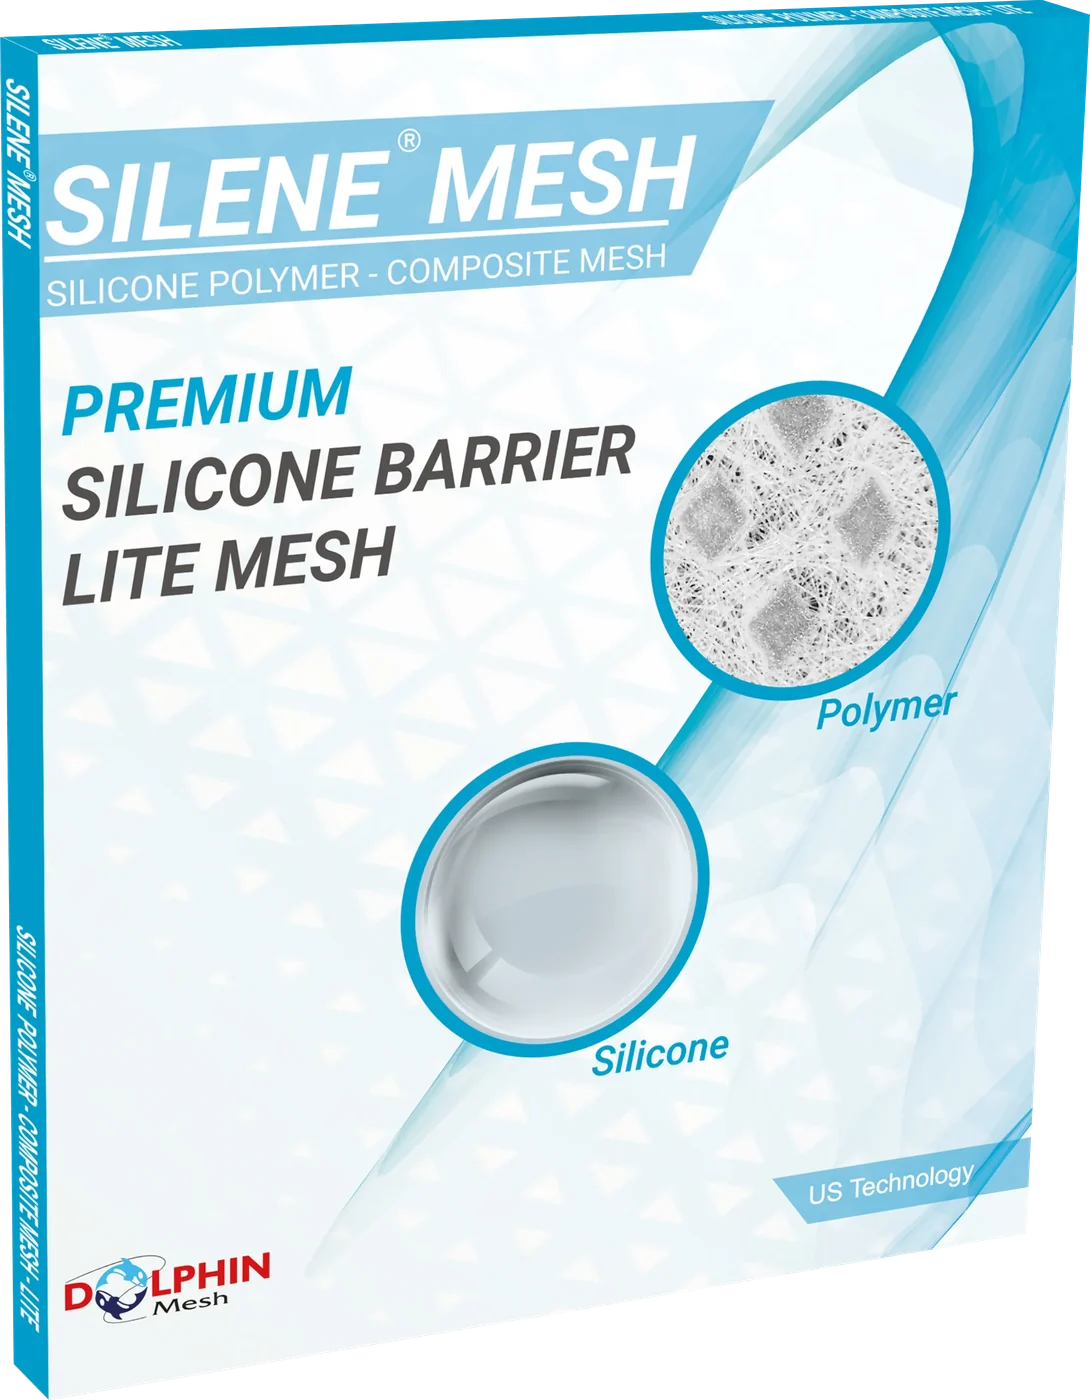 SILENE® MESH
SILICONE POLYMER - COMPOSITE MESH - LITE
SILENE® MESH
SILENE® MESH
SILICONE POLYMER - COMPOSITE MESH
PREMIUM
SILICONE BARRIER
LITE MESH
Polymer
Silicone
SILICONE POLYMER - COMPOSITE MESH - LITE
US Technology
DOLPHIN
Mesh